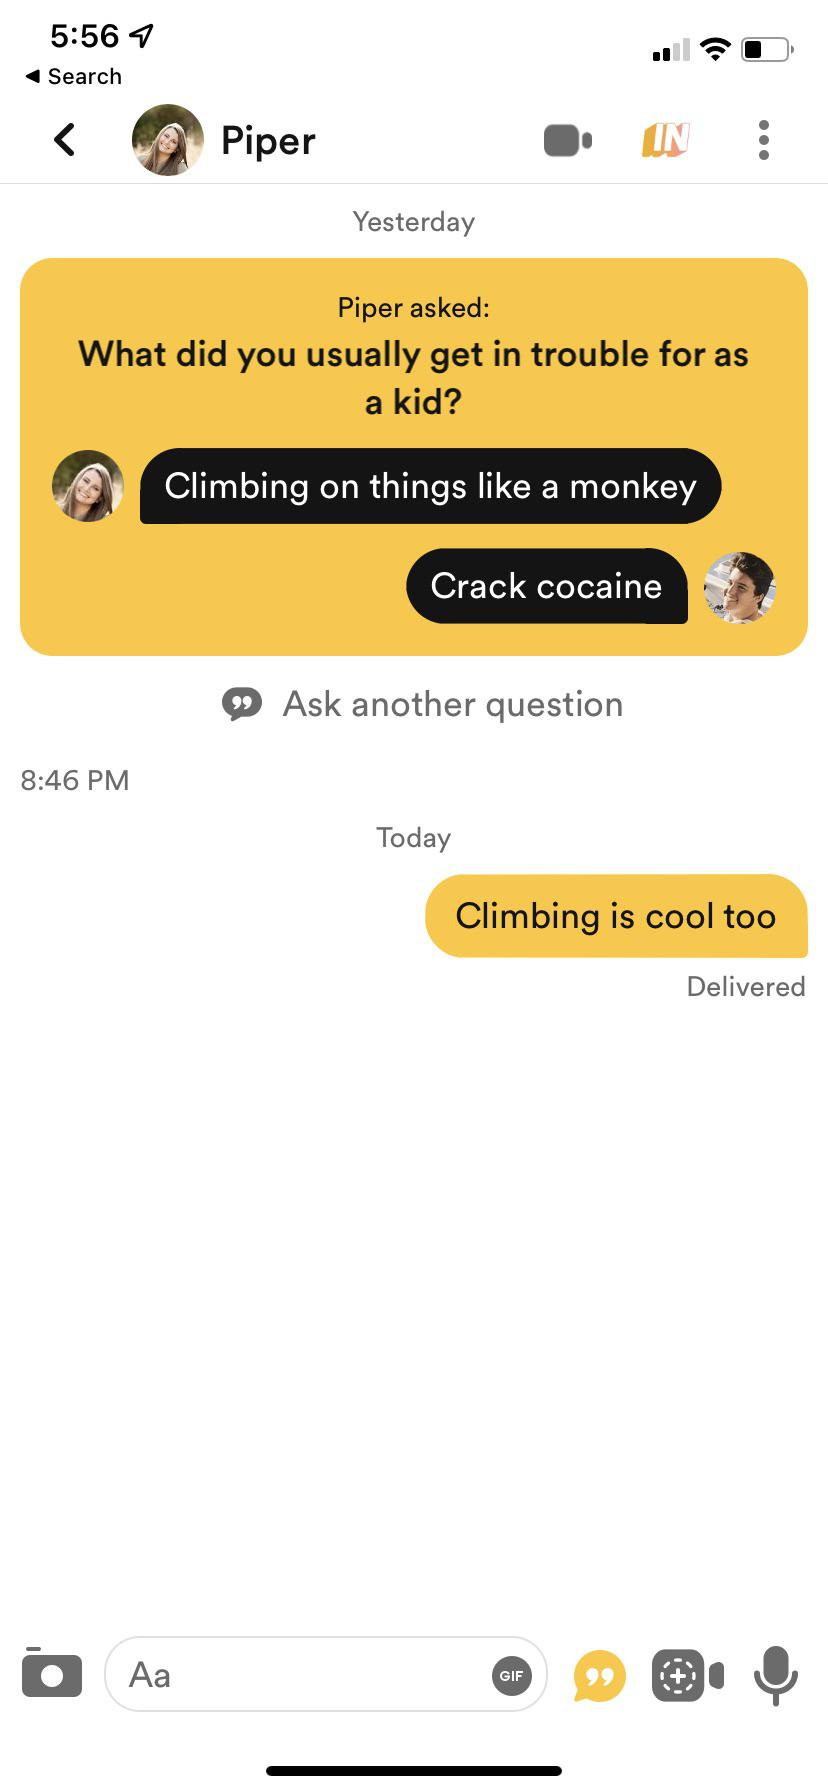 5:56
Search
Piper
IN
Yesterday
Piper asked:
What did you usually get in trouble for as
a kid?
Climbing on things like a monkey
Crack cocaine
Ask another question
8:46 PM
Today
Climbing is cool too
Delivered
Aa
GIF